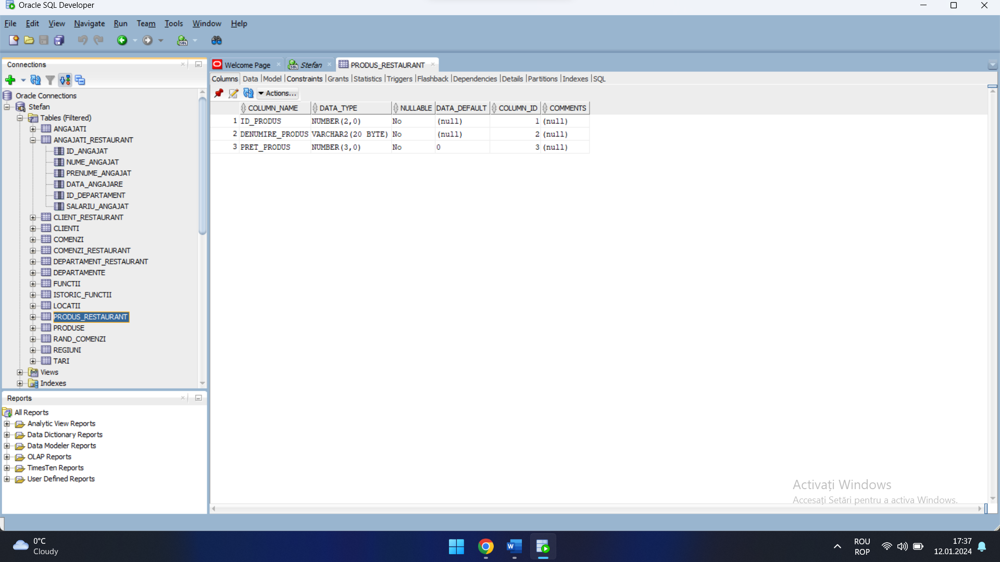 Oracle SQL Developer
File Edit View Navigate Run Team Tools Window Help
Connections
Oracle Connections
Stefan
Tables (Filtered)
ANGAJATI
ANGAJATI_RESTAURANT
ID_ANGAJAT
NUME_ANGAJAT
PRENUME_ANGAJAT
DATA_ANGAJARE
ID_DEPARTAMENT
SALARIU_ANGAJAT
CLIENT_RESTAURANT
CLIENTI
COMENZI
COMENZI_RESTAURANT
DEPARTAMENT_RESTAURANT
DEPARTAMENTE
FUNCTII
ISTORIC_FUNCTII
LOCATII
PRODUS_RESTAURANT
PRODUSE
RAND_COMENZI
REGIUNI
TARI
Views
Indexes
Reports
All Reports
Analytic View Reports
Data Dictionary Reports
Data Modeler Reports
OLAP Reports
TimesTen Reports
User Defined Reports
Welcome Page Stefan PRODUS_RESTAURANT
Columns Data Model Constraints Grants Statistics Triggers Flashback Dependencies Details Partitions Indexes SQL
Actions...
COLUMN_NAME DATA_TYPE NULLABLE DATA_DEFAULT COLUMN_ID COMMENTS
1 ID_PRODUS NUMBER(2,0) No (null) 1 (null)
2 DENUMIRE_PRODUS VARCHAR2(20 BYTE) No (null) 2 (null)
3 PRET_PRODUS NUMBER(3,0) No 0 3 (null)
Activați Windows
Accesați Setări pentru a activa Windows.
0°C
Cloudy
ROU
ROP
17:37
12.01.2024